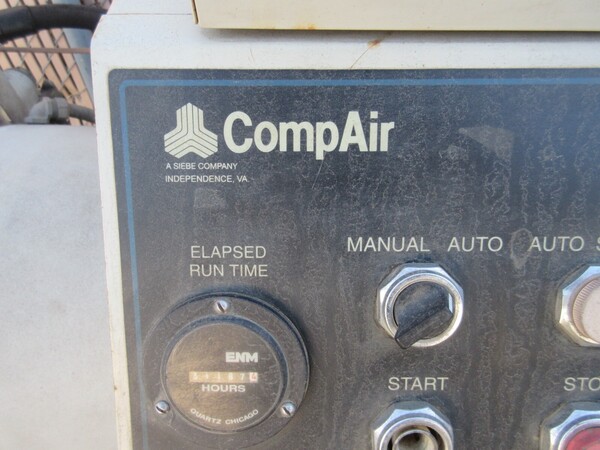 CompAir
A SIEBE COMPANY
INDEPENDENCE, VA.
ELAPSED
RUN TIME
MANUAL AUTO AUTO
ENM
HOURS
QUARTZ CHICAGO
START